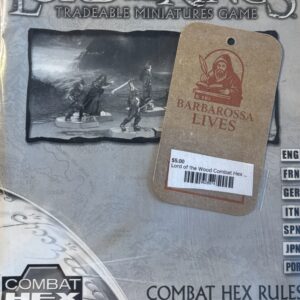 TRADEABLE MINIATURES GAME
BARBAROSSA
LIVES
$5.00
Lord of the Wood Combat Hex ...
ENG
FRN
GER
ITN
SPN
JPN
POR
COMBAT
HEX
COMBAT HEX RULES